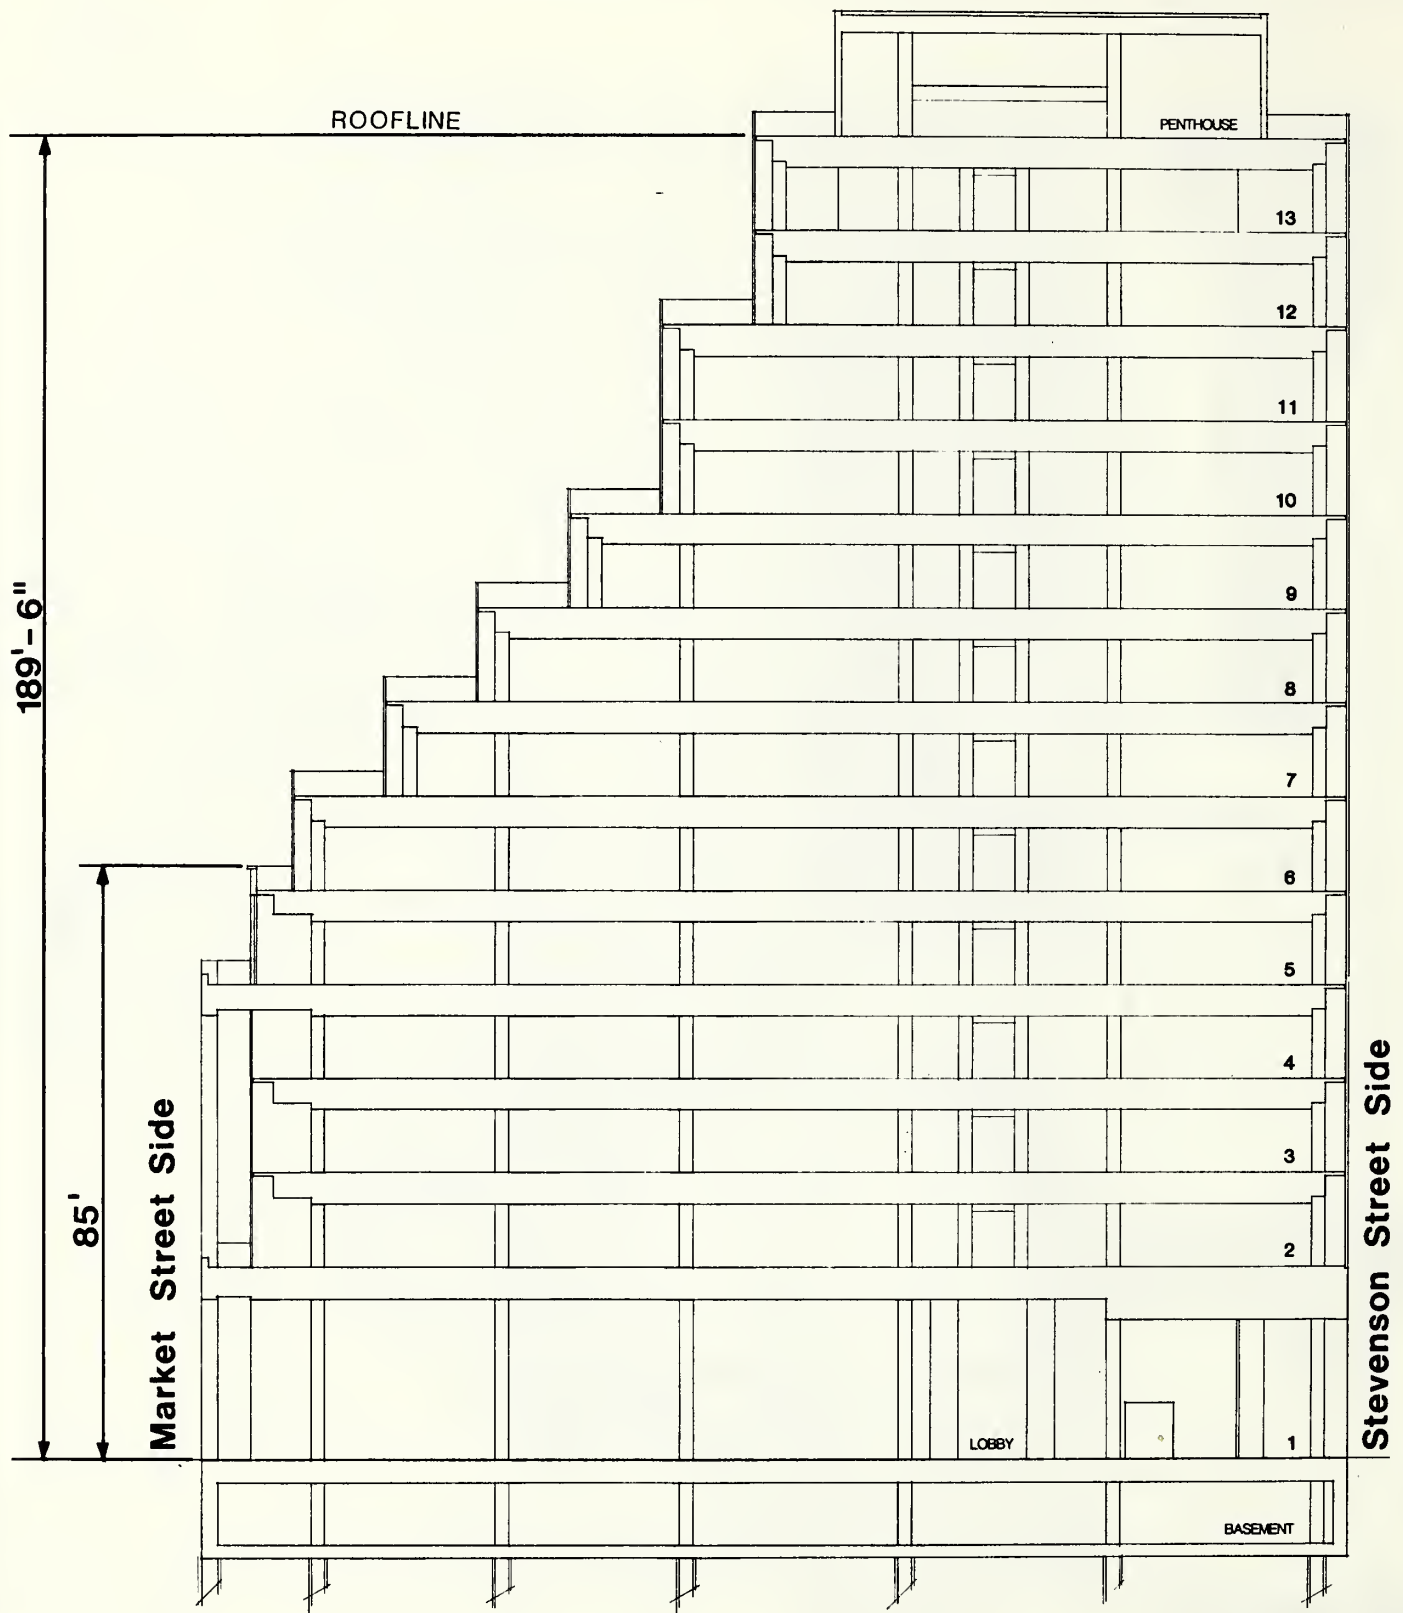 ROOFLINE
PENTHOUSE
13
12
11
10
9
8
7
6
5
4
3
2
1
LOBBY
BASEMENT
189'-6"
85'
Market Street Side
Stevenson Street Side